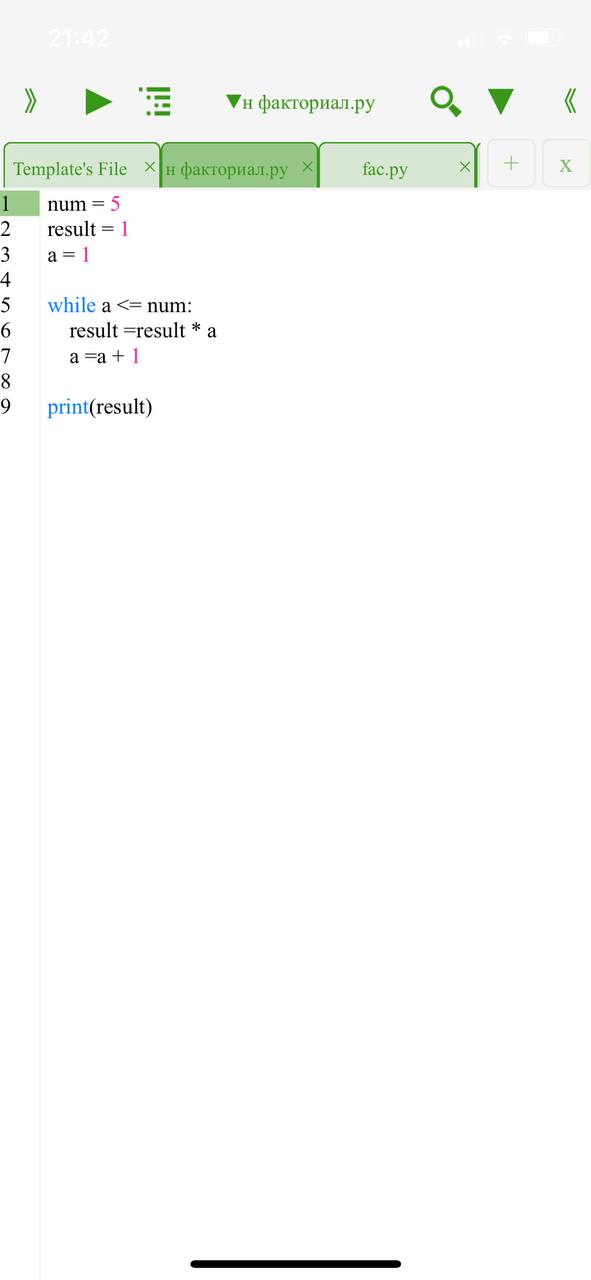 21:42
н факториал.py
Template's File
н факториал.py
fac.py
x
1 num = 5
2 result = 1
3 a = 1
4
5 while a <= num:
6 result =result * a
7 a =a + 1
8
9 print(result)